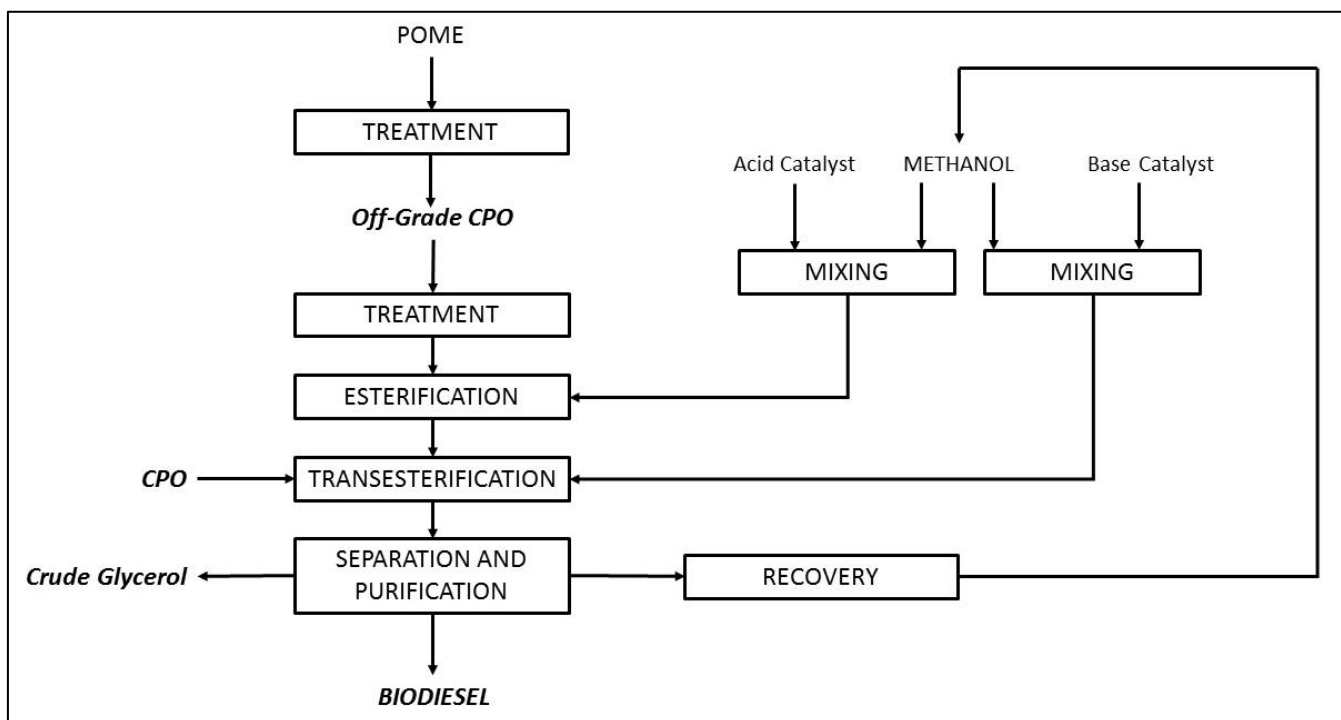 POME
TREATMENT
Off-Grade CPO
Acid Catalyst
METHANOL
Base Catalyst
MIXING
MIXING
TREATMENT
ESTERIFICATION
CPO
TRANSESTERIFICATION
Crude Glycerol
SEPARATION AND
PURIFICATION
RECOVERY
BIODIESEL